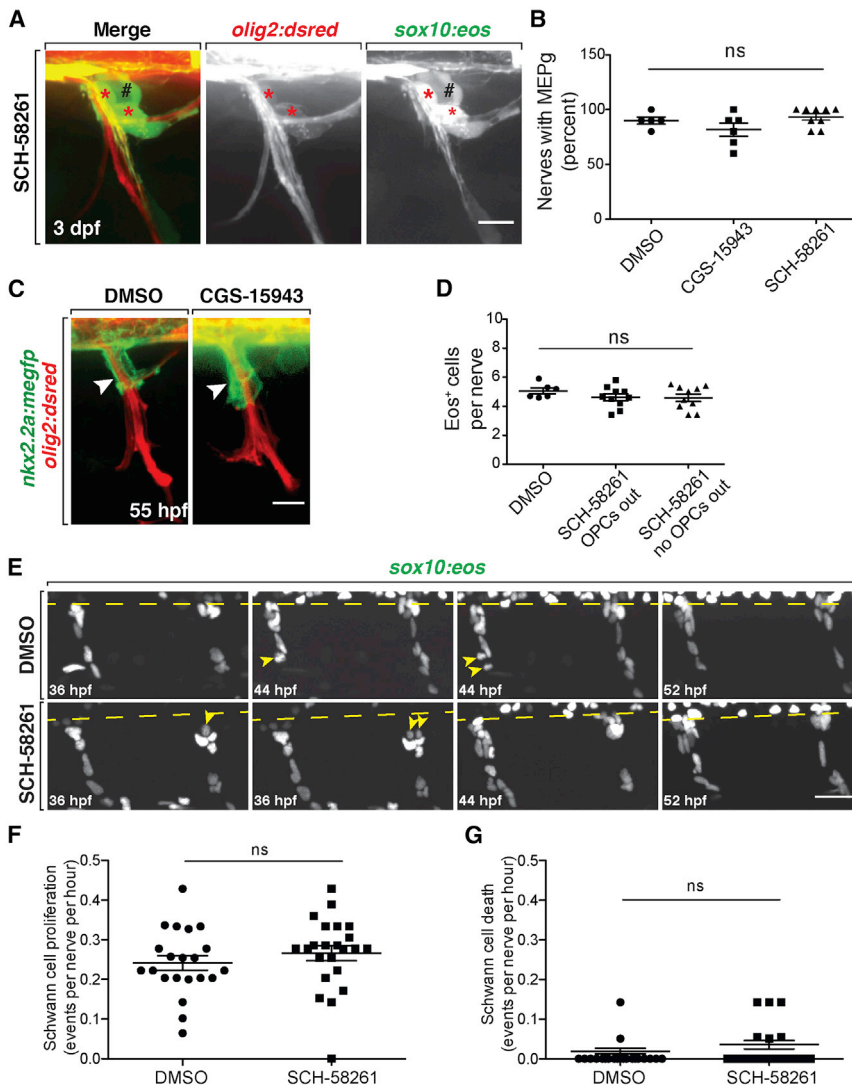 A
Merge
olig2:dsred
sox10:eos
SCH-58261
*
#
*
*
*
#
*
*
3 dpf
B
ns
Nerves with MEPg
(percent)
150
100
50
0
DMSO
CGS-15943
SCH-58261
C
DMSO
CGS-15943
nkx2.2a:megfp
olig2:dsred
55 hpf
D
ns
Eos+ cells
per nerve
10
8
6
4
2
0
DMSO
SCH-58261
OPCs out
SCH-58261
no OPCs out
E
sox10:eos
DMSO
36 hpf
44 hpf
44 hpf
52 hpf
SCH-58261
36 hpf
36 hpf
44 hpf
52 hpf
F
ns
Schwann cell proliferation
(events per nerve per hour)
0.5
0.4
0.3
0.2
0.1
0.0
DMSO
SCH-58261
G
ns
Schwann cell death
(events per nerve per hour)
0.5
0.4
0.3
0.2
0.1
0.0
DMSO
SCH-58261